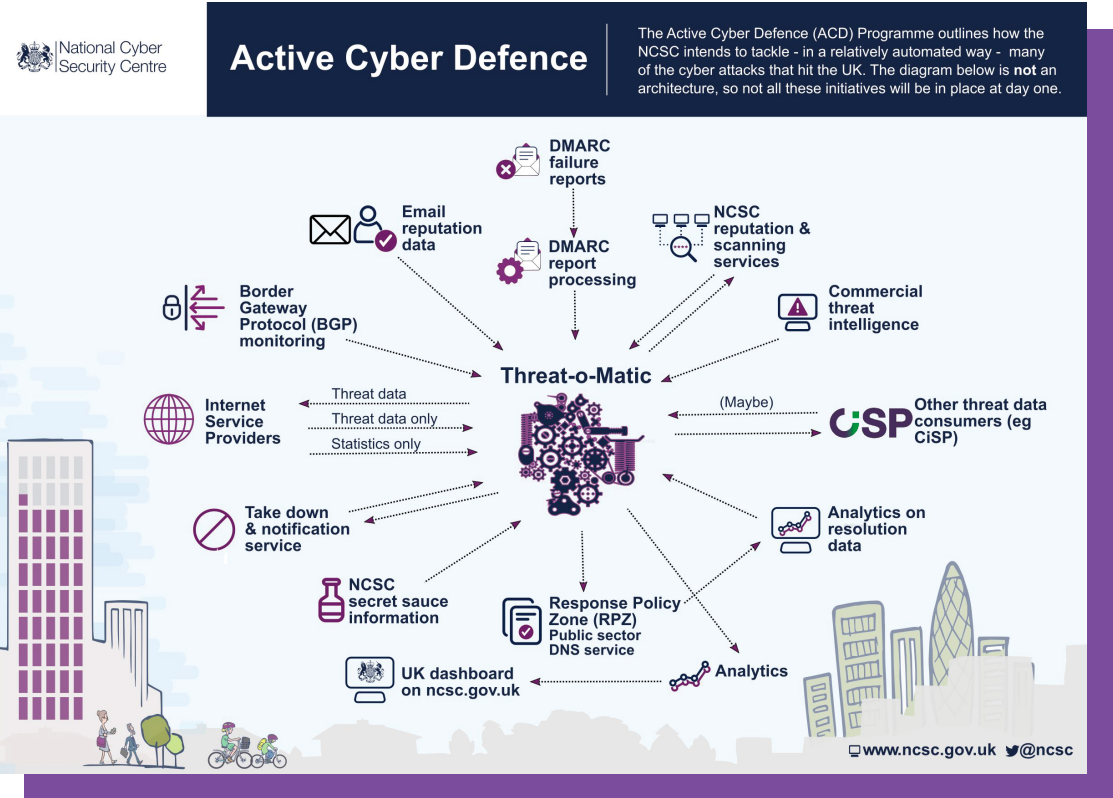 National Cyber
Security Centre
Active Cyber Defence
The Active Cyber Defence (ACD) Programme outlines how the
NCSC intends to tackle - in a relatively automated way - many
of the cyber attacks that hit the UK. The diagram below is not an
architecture, so not all these initiatives will be in place at day one.
DMARC
failure
reports
Email
reputation
data
NCSC
reputation &
scanning
services
DMARC
report
processing
Border
Gateway
Protocol (BGP)
monitoring
Commercial
threat
intelligence
Threat-o-Matic
Internet
Service
Providers
Threat data
Threat data only
Statistics only
(Maybe)
CiSP
Other threat data
consumers (eg
CiSP)
Take down
& notification
service
Analytics on
resolution
data
NCSC
secret sauce
information
Response Policy
Zone (RPZ)
Public sector
DNS service
UK dashboard
on ncsc.gov.uk
Analytics
www.ncsc.gov.uk @ncsc